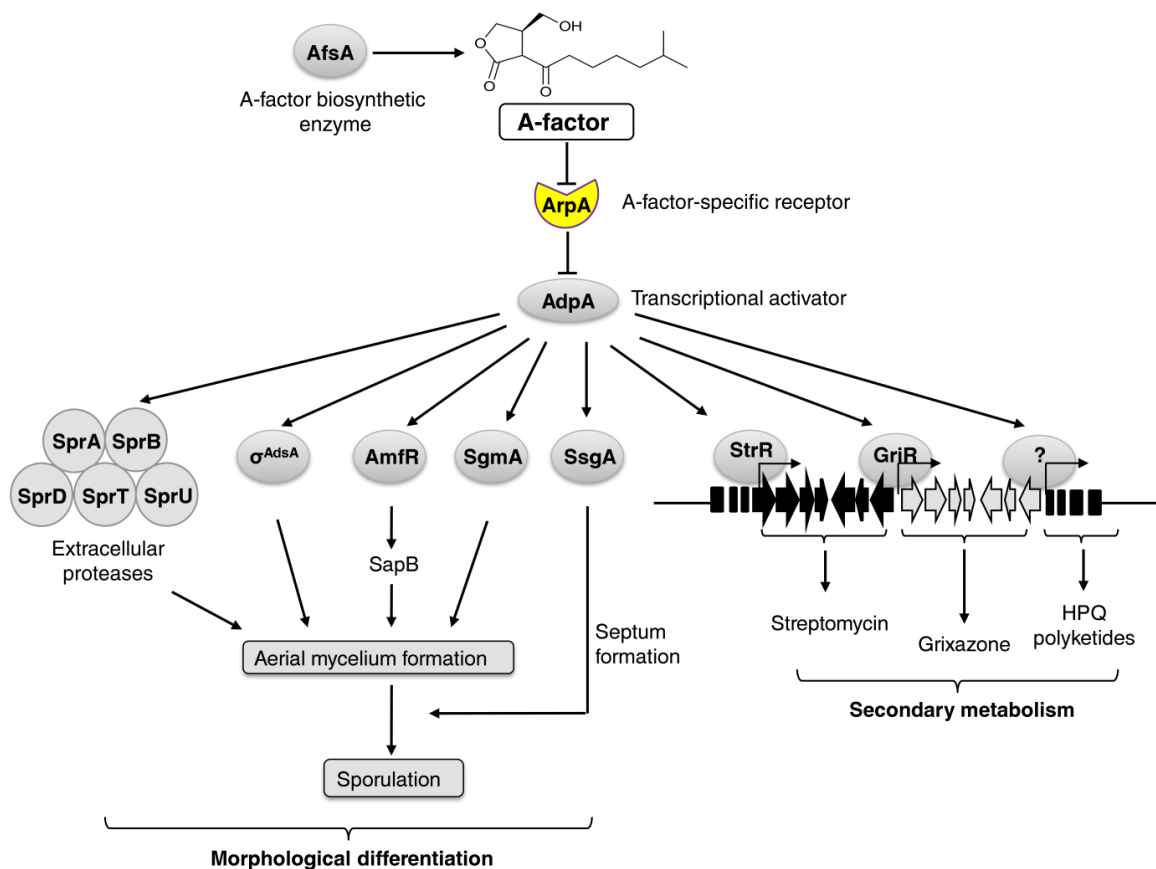 AfsA
O
OH
O
O
A-factor biosynthetic
enzyme
A-factor
ArpA
A-factor-specific receptor
AdpA
Transcriptional activator
SprA
SprB
SprD
SprT
SprU
σAdsA
AmfR
SgmA
SsgA
StrR
GriR
?
Extracellular
proteases
SapB
Aerial mycelium formation
Septum
formation
Sporulation
Morphological differentiation
Streptomycin
Grixazone
HPQ
polyketides
Secondary metabolism